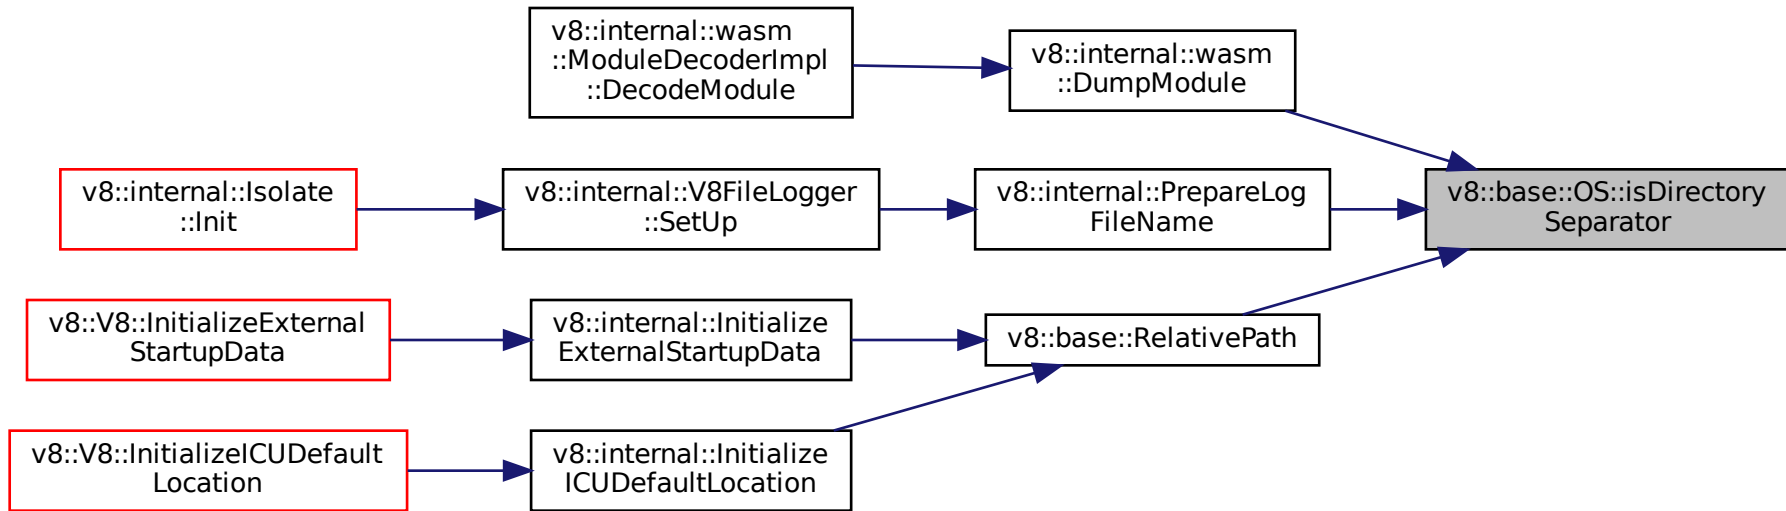 v8::internal::wasm
::ModuleDecoderImpl
::DecodeModule
v8::internal::wasm
::DumpModule
v8::internal::Isolate
::Init
v8::internal::V8FileLogger
::SetUp
v8::internal::PrepareLog
FileName
v8::base::OS::isDirectory
Separator
v8::V8::InitializeExternal
StartupData
v8::internal::Initialize
ExternalStartupData
v8::base::RelativePath
v8::V8::InitializeICUDefault
Location
v8::internal::Initialize
ICUDefaultLocation